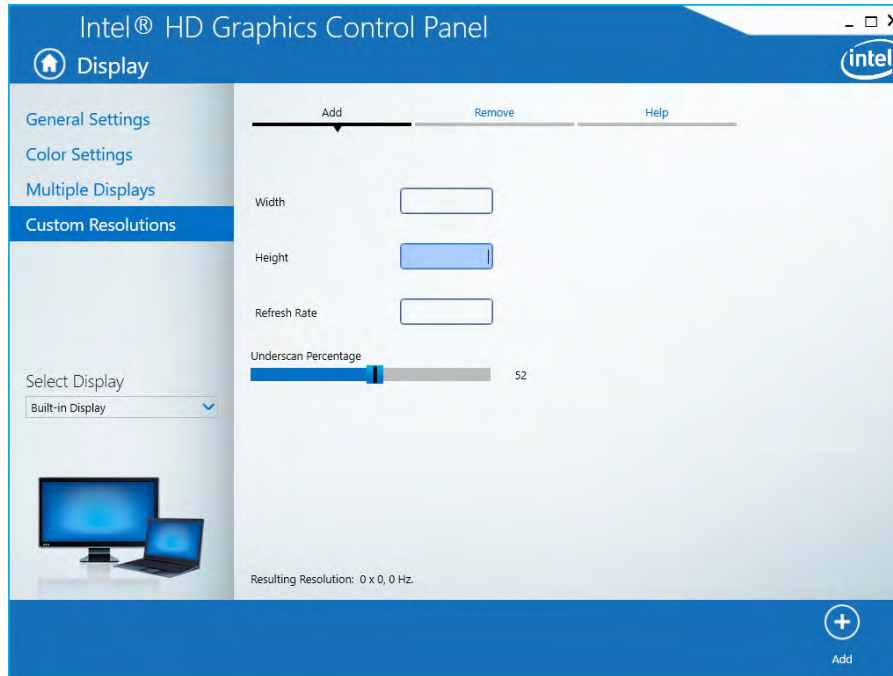 Intel® HD Graphics Control Panel
Display
intel
General Settings
Color Settings
Multiple Displays
Custom Resolutions
Select Display
Built-in Display
Add
Remove
Help
Width
Height
Refresh Rate
Underscan Percentage
52
Resulting Resolution: 0 x 0, 0 Hz.
Add